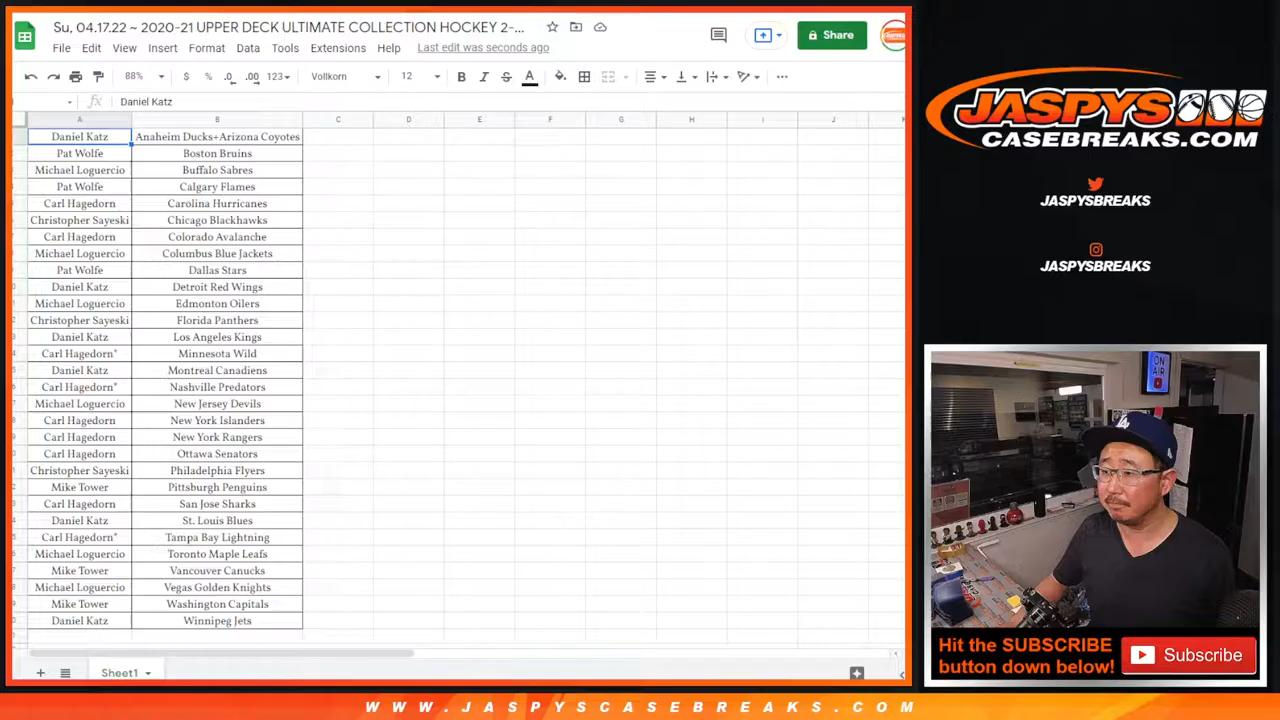 Su, 04.17.22 ~ 2020-21 UPPER DECK ULTIMATE COLLECTION HOCKEY 2-...
File Edit View Insert Format Data Tools Extensions Help Last edit was seconds ago
Share
88% $ % .0 .00 123 Vollkorn 12 B I S A
fx Daniel Katz
A B C D E F G H I J K
Daniel Katz Anaheim Ducks+Arizona Coyotes
Pat Wolfe Boston Bruins
Michael Loguercio Buffalo Sabres
Pat Wolfe Calgary Flames
Carl Hagedorn Carolina Hurricanes
Christopher Sayeski Chicago Blackhawks
Carl Hagedorn Colorado Avalanche
Michael Loguercio Columbus Blue Jackets
Pat Wolfe Dallas Stars
Daniel Katz Detroit Red Wings
Michael Loguercio Edmonton Oilers
Christopher Sayeski Florida Panthers
Daniel Katz Los Angeles Kings
Carl Hagedorn* Minnesota Wild
Daniel Katz Montreal Canadiens
Carl Hagedorn* Nashville Predators
Michael Loguercio New Jersey Devils
Carl Hagedorn New York Islanders
Carl Hagedorn New York Rangers
Carl Hagedorn Ottawa Senators
Christopher Sayeski Philadelphia Flyers
Mike Tower Pittsburgh Penguins
Carl Hagedorn San Jose Sharks
Daniel Katz St. Louis Blues
Carl Hagedorn* Tampa Bay Lightning
Michael Loguercio Toronto Maple Leafs
Mike Tower Vancouver Canucks
Michael Loguercio Vegas Golden Knights
Mike Tower Washington Capitals
Daniel Katz Winnipeg Jets
Sheet1
JASPYS
CASEBREAKS.COM
JASPYSBREAKS
JASPYSBREAKS
ON
AIR
LA
Hit the SUBSCRIBE
button down below!
Subscribe
WWW.JASPYSCASEBREAKS.COM